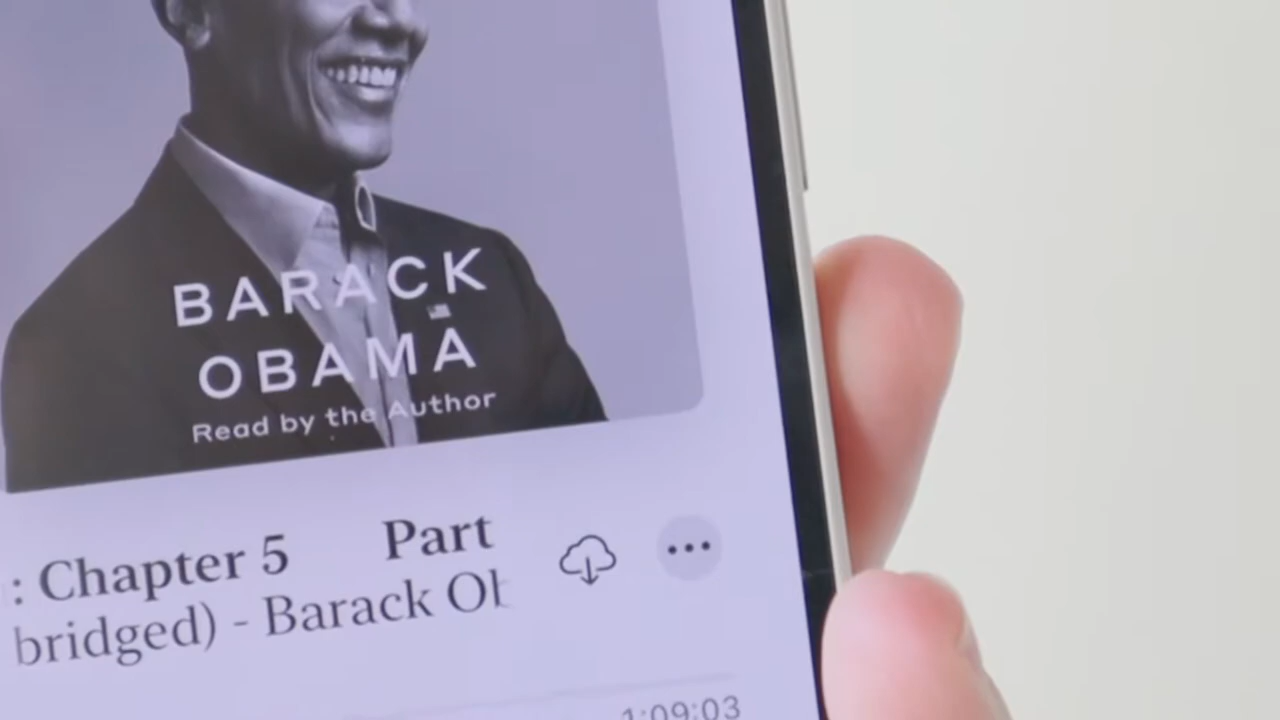 BARACK
OBAMA
Read by the Author
: Chapter 5 Part
bridged) - Barack Ob
1:09:03